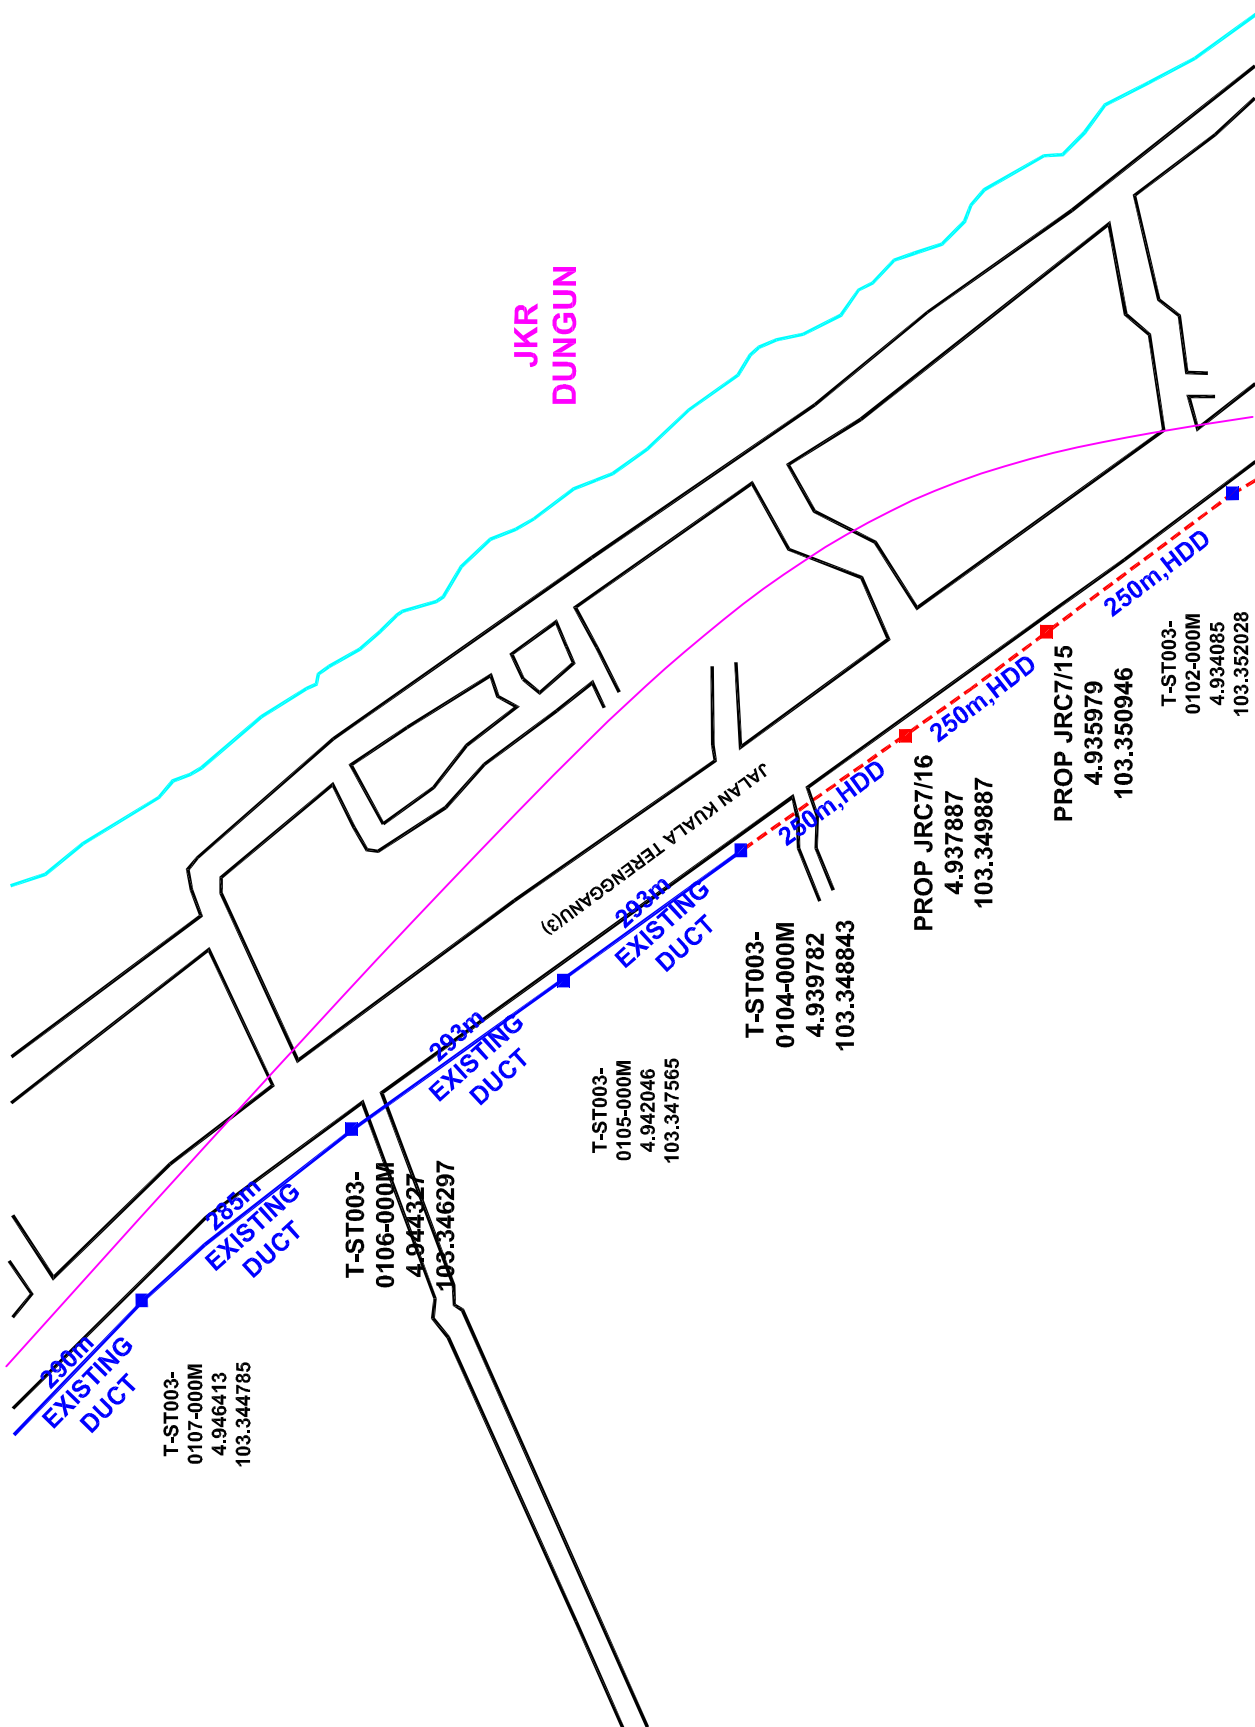 JKR
DUNGUN
JALAN KUALA TERENGGANU(3)
290m
EXISTING
DUCT
T-ST003-
0107-000M
4.946413
103.344785
285m
EXISTING
DUCT
T-ST003-
0106-000M
4.944327
103.346297
293m
EXISTING
DUCT
T-ST003-
0105-000M
4.942046
103.347565
293m
EXISTING
DUCT
T-ST003-
0104-000M
4.939782
103.348843
250m,HDD
PROP JRC7/16
4.937887
103.349887
250m,HDD
PROP JRC7/15
4.935979
103.350946
250m,HDD
T-ST003-
0102-000M
4.934085
103.352028